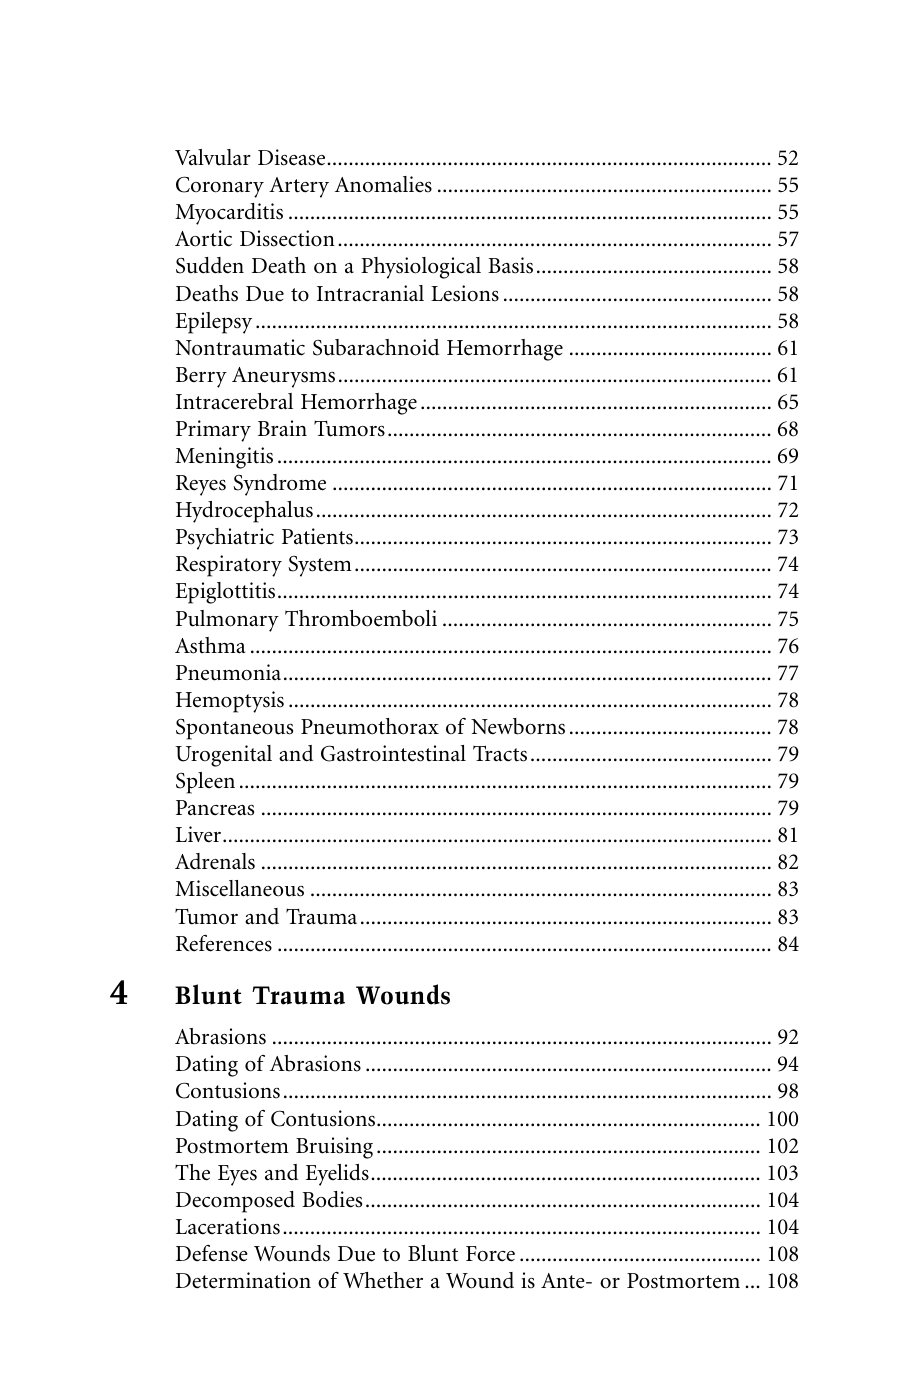 Valvular Disease................................................................................. 52
Coronary Artery Anomalies ............................................................. 55
Myocarditis ........................................................................................ 55
Aortic Dissection............................................................................... 57
Sudden Death on a Physiological Basis........................................... 58
Deaths Due to Intracranial Lesions ................................................. 58
Epilepsy .............................................................................................. 58
Nontraumatic Subarachnoid Hemorrhage ..................................... 61
Berry Aneurysms............................................................................... 61
Intracerebral Hemorrhage ................................................................ 65
Primary Brain Tumors...................................................................... 68
Meningitis .......................................................................................... 69
Reyes Syndrome ................................................................................ 71
Hydrocephalus................................................................................... 72
Psychiatric Patients............................................................................ 73
Respiratory System ............................................................................ 74
Epiglottitis.......................................................................................... 74
Pulmonary Thromboemboli ............................................................ 75
Asthma ............................................................................................... 76
Pneumonia......................................................................................... 77
Hemoptysis ........................................................................................ 78
Spontaneous Pneumothorax of Newborns ..................................... 78
Urogenital and Gastrointestinal Tracts............................................ 79
Spleen ................................................................................................. 79
Pancreas ............................................................................................. 79
Liver.................................................................................................... 81
Adrenals ............................................................................................. 82
Miscellaneous .................................................................................... 83
Tumor and Trauma ........................................................................... 83
References .......................................................................................... 84
4 Blunt Trauma Wounds
Abrasions ........................................................................................... 92
Dating of Abrasions .......................................................................... 94
Contusions......................................................................................... 98
Dating of Contusions...................................................................... 100
Postmortem Bruising ...................................................................... 102
The Eyes and Eyelids....................................................................... 103
Decomposed Bodies........................................................................ 104
Lacerations....................................................................................... 104
Defense Wounds Due to Blunt Force ............................................ 108
Determination of Whether a Wound is Ante- or Postmortem ... 108